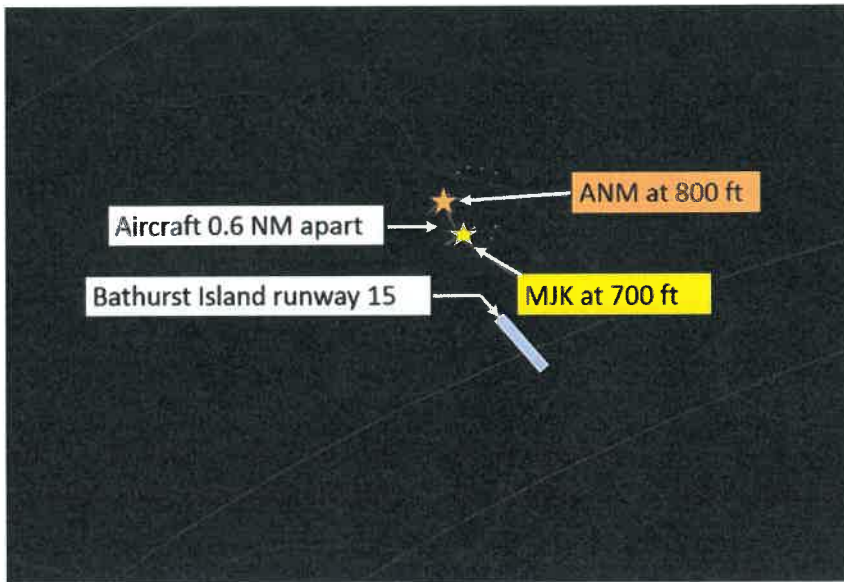 ANM at 800 ft
Aircraft 0.6 NM apart
Bathurst Island runway 15
MJK at 700 ft